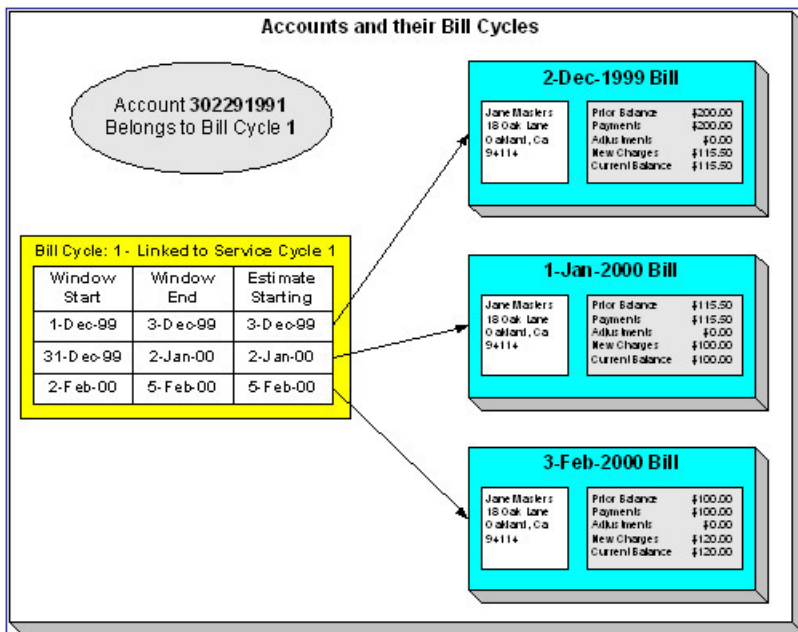 Accounts and their Bill Cycles
Account 302291991
Belongs to Bill Cycle 1
Bill Cycle: 1 - Linked to Service Cycle 1
Window Start Window End Estimate Starting
1-Dec-99 3-Dec-99 3-Dec-99
31-Dec-99 2-Jan-00 2-Jan-00
2-Feb-00 5-Feb-00 5-Feb-00
2-Dec-1999 Bill
Jane Masters
18 Oak Lane
Oakland, Ca
94114
Prior Balance $200.00
Payments $200.00
Adjustments $0.00
New Charges $115.50
Current Balance $115.50
1-Jan-2000 Bill
Jane Masters
18 Oak Lane
Oakland, Ca
94114
Prior Balance $115.50
Payments $115.50
Adjustments $0.00
New Charges $100.00
Current Balance $100.00
3-Feb-2000 Bill
Jane Masters
18 Oak Lane
Oakland, Ca
94114
Prior Balance $100.00
Payments $100.00
Adjustments $0.00
New Charges $120.00
Current Balance $120.00